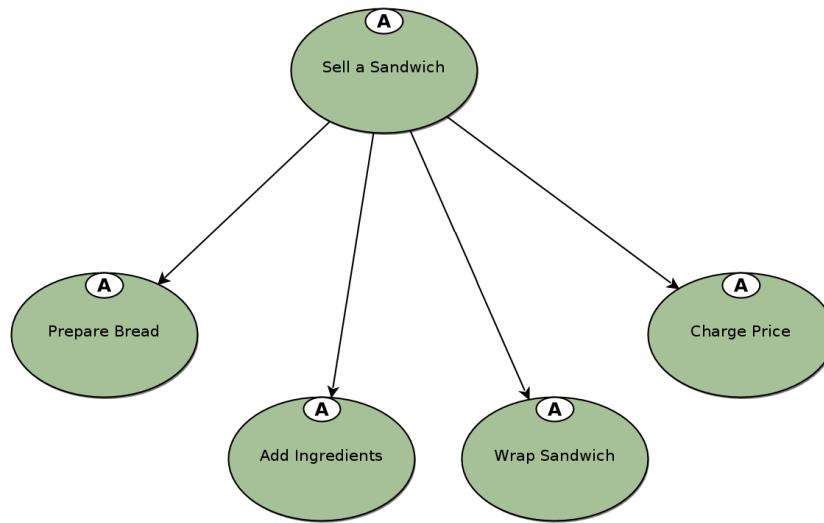 A
Sell a Sandwich
A
Prepare Bread
A
Charge Price
A
Add Ingredients
A
Wrap Sandwich